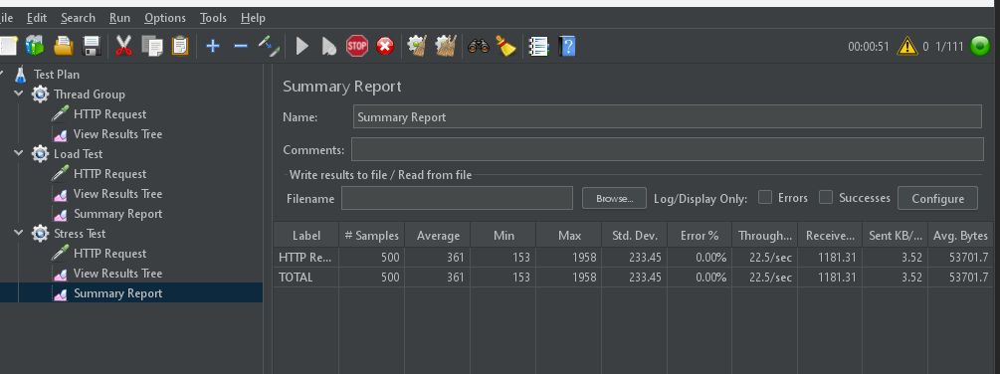 ile Edit Search Run Options Tools Help
STOP 00:00:51 0 1/111
Test Plan
Thread Group
HTTP Request
View Results Tree
Load Test
HTTP Request
View Results Tree
Summary Report
Stress Test
HTTP Request
View Results Tree
Summary Report
Summary Report
Name: Summary Report
Comments:
Write results to file / Read from file
Filename Browse... Log/Display Only: Errors Successes Configure
Label # Samples Average Min Max Std. Dev. Error % Through... Receive... Sent KB/... Avg. Bytes
HTTP Re... 500 361 153 1958 233.45 0.00% 22.5/sec 1181.31 3.52 53701.7
TOTAL 500 361 153 1958 233.45 0.00% 22.5/sec 1181.31 3.52 53701.7